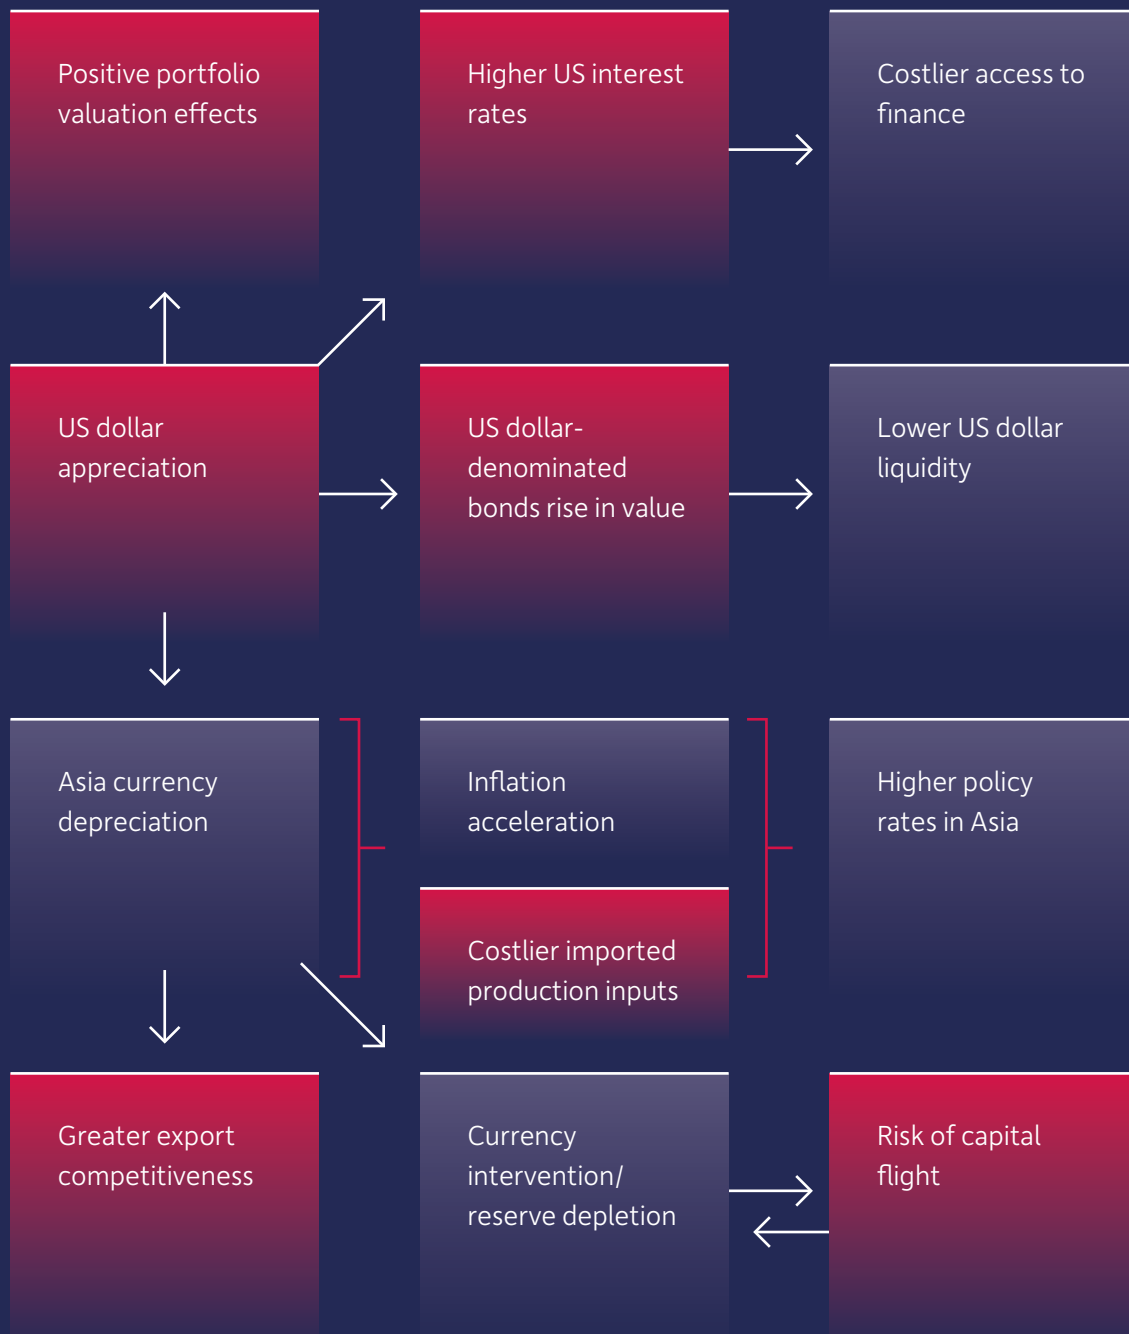 Positive portfolio
valuation effects
Higher US interest
rates
Costlier access to
finance
US dollar
appreciation
US dollar-
denominated
bonds rise in value
Lower US dollar
liquidity
Asia currency
depreciation
Inflation
acceleration
Costlier imported
production inputs
Higher policy
rates in Asia
Greater export
competitiveness
Currency
intervention/
reserve depletion
Risk of capital
flight